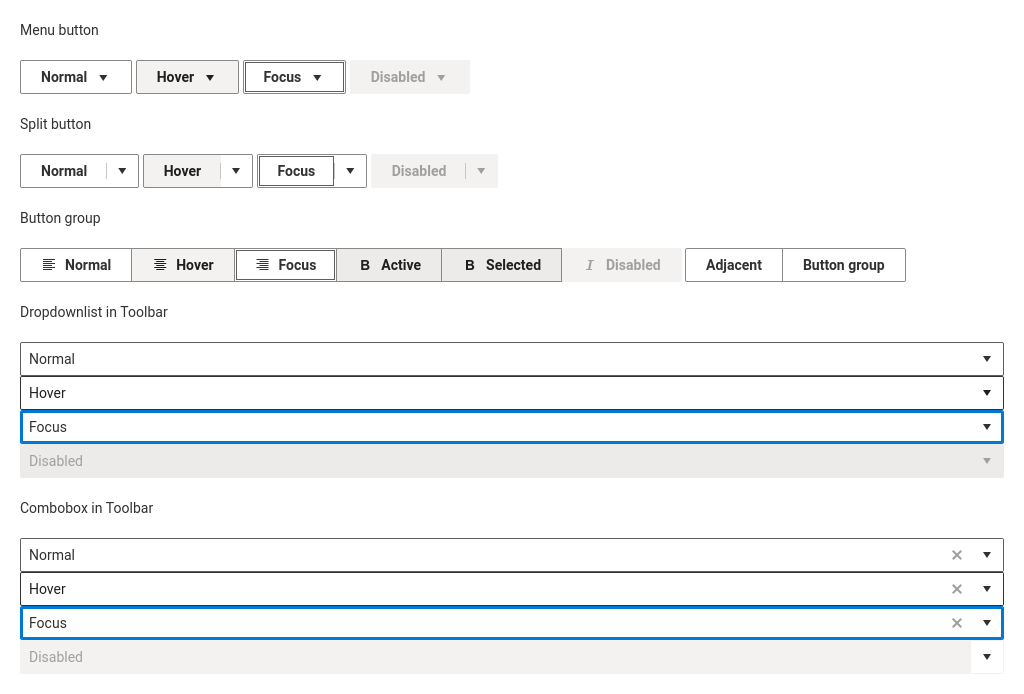 Menu button
Normal Hover Focus Disabled
Split button
Normal Hover Focus Disabled
Button group
Normal Hover Focus B Active B Selected I Disabled Adjacent Button group
Dropdownlist in Toolbar
Normal
Hover
Focus
Disabled
Combobox in Toolbar
Normal
Hover
Focus
Disabled